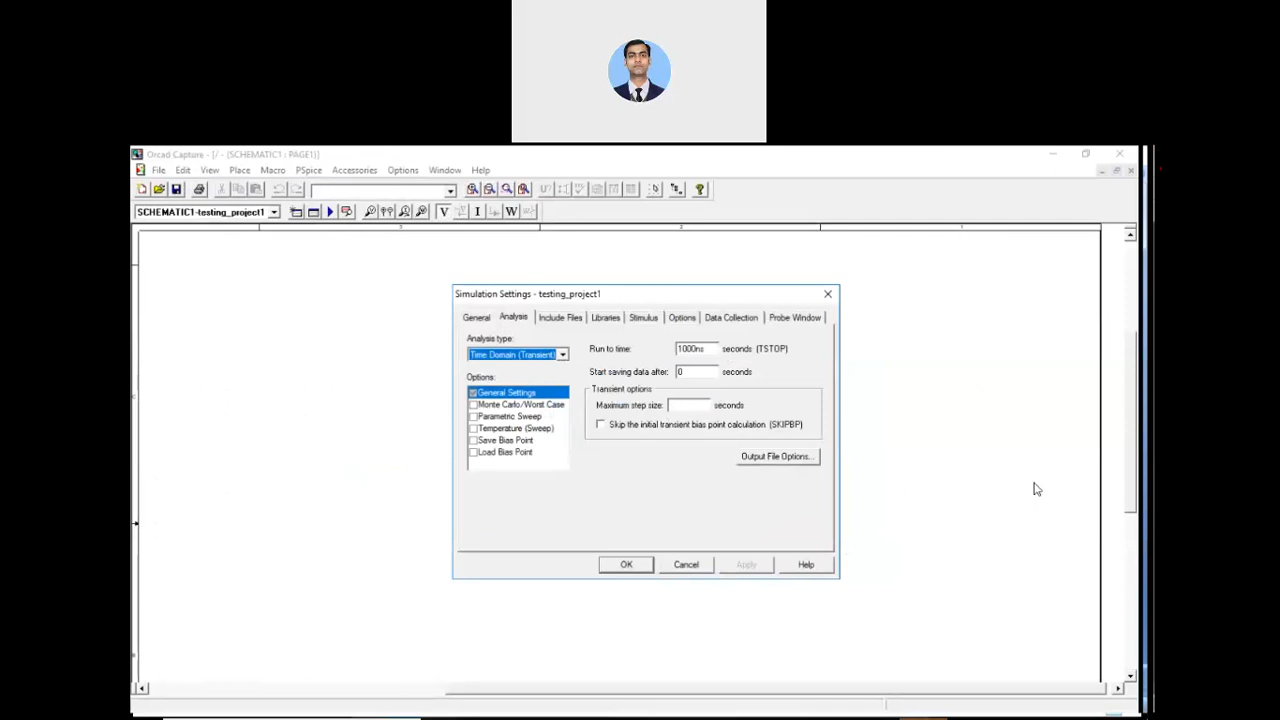 Orcad Capture - [/ - (SCHEMATIC1 : PAGE1)]
File Edit View Place Macro PSpice Accessories Options Window Help
SCHEMATIC1-testing_project1 V I W
Simulation Settings - testing_project1
General Analysis Include Files Libraries Stimulus Options Data Collection Probe Window
Analysis type:
Time Domain (Transient)
Run to time: 1000ns seconds (TSTOP)
Start saving data after: 0 seconds
Options:
General Settings
Monte Carlo/Worst Case
Parametric Sweep
Temperature (Sweep)
Save Bias Point
Load Bias Point
Transient options
Maximum step size: seconds
Skip the initial transient bias point calculation (SKIPBP)
Output File Options...
OK Cancel Apply Help